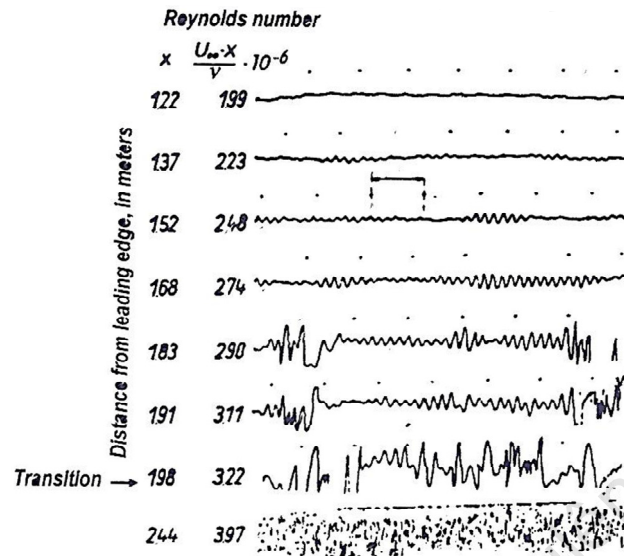 Reynolds number
x U∞·x/ν ·10⁻⁶
122 199
137 223
152 248
168 274
183 290
191 311
Transition → 198 322
244 397
Distance from leading edge, in meters